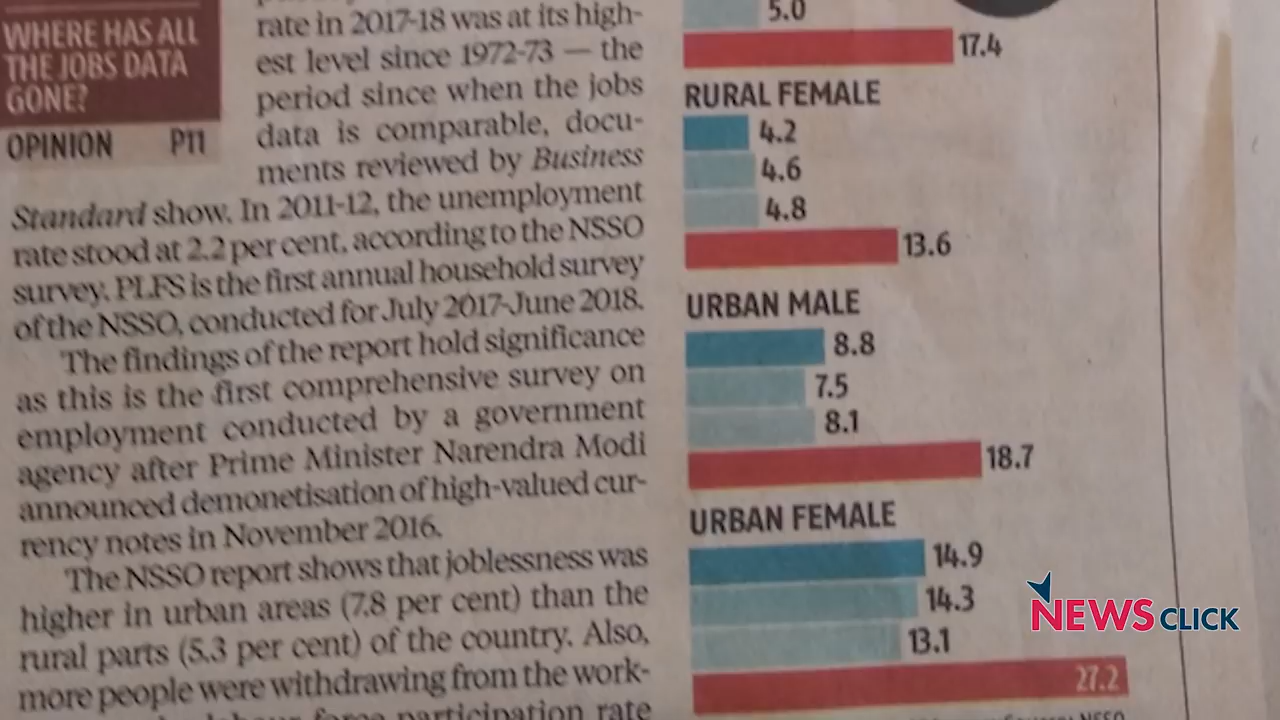 WHERE HAS ALL
THE JOBS DATA
GONE?
OPINION P11
rate in 2017-18 was at its high-
est level since 1972-73 — the
period since when the jobs
data is comparable, docu-
ments reviewed by Business
Standard show. In 2011-12, the unemployment
rate stood at 2.2 per cent, according to the NSSO
survey. PLFS is the first annual household survey
of the NSSO, conducted for July 2017-June 2018.
The findings of the report hold significance
as this is the first comprehensive survey on
employment conducted by a government
agency after Prime Minister Narendra Modi
announced demonetisation of high-valued cur-
rency notes in November 2016.
The NSSO report shows that joblessness was
higher in urban areas (7.8 per cent) than the
rural parts (5.3 per cent) of the country. Also,
more people were withdrawing from the work-
force participation rate
5.0
17.4
RURAL FEMALE
4.2
4.6
4.8
13.6
URBAN MALE
8.8
7.5
8.1
18.7
URBAN FEMALE
14.9
14.3
13.1
27.2
NSSO
NEWSCLICK